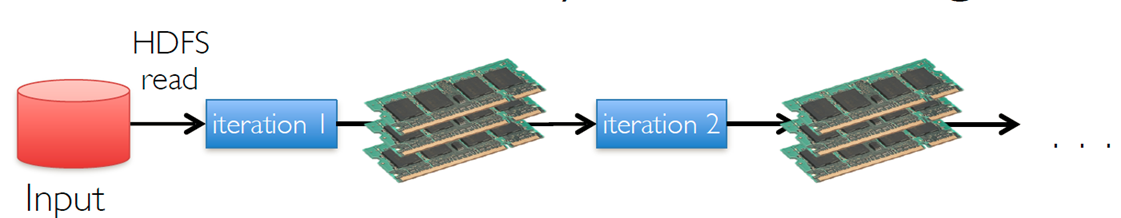 HDFS
read
iteration 1
iteration 2
. . .
Input